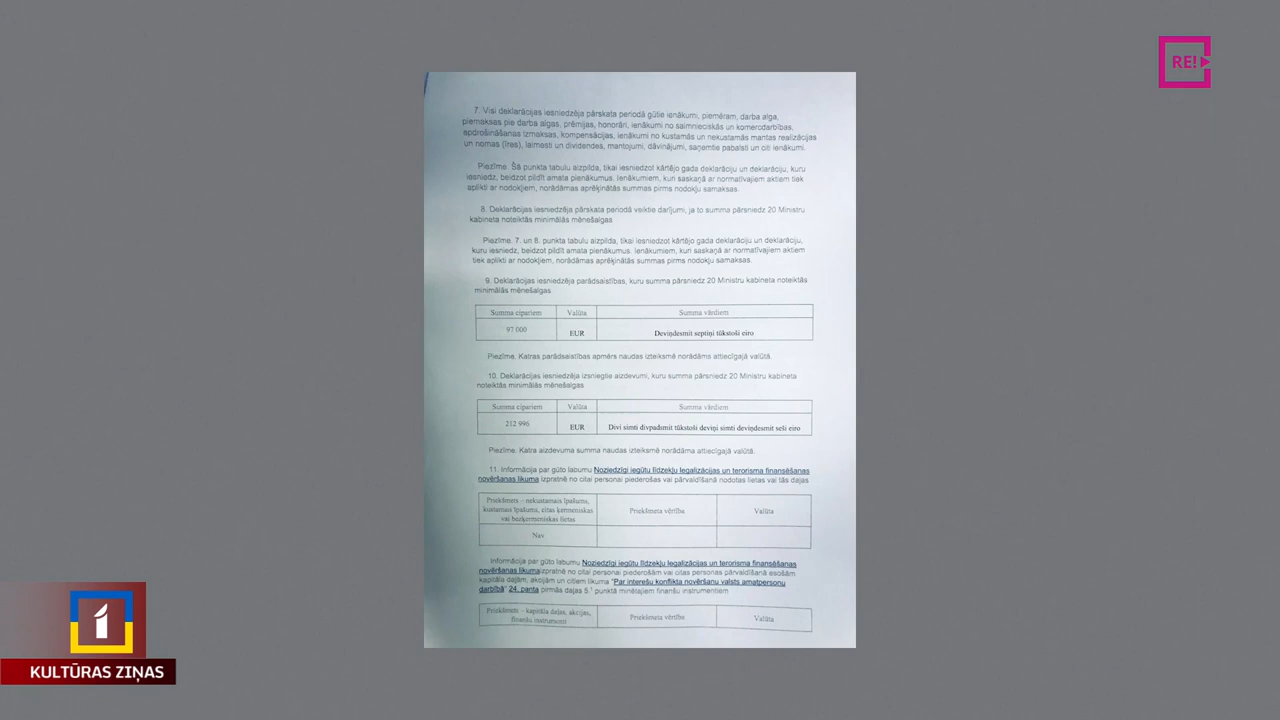 RE!
7. Visi deklarācijas iesniedzēja pārskata periodā gūtie ienākumi, piemēram, darba alga,
piemaksas pie darba algas, prēmijas, honorāri, ienākumi no saimnieciskās un komercdarbības,
apdrošināšanas izmaksas, kompensācijas, ienākumi no kustamās un nekustamās mantas realizācijas
un nomas (īres), laimesti un dividendes, mantojumi, dāvinājumi, saņemtie pabalsti un citi ienākumi.
Piezīme. Šā punkta tabulu aizpilda, tikai iesniedzot kārtējo gada deklarāciju un deklarāciju, kuru
iesniedz, beidzot pildīt amata pienākumus. Ienākumiem, kuri saskaņā ar normatīvajiem aktiem tiek
aplikti ar nodokļiem, norādāmas aprēķinātās summas pirms nodokļu samaksas.
8. Deklarācijas iesniedzēja pārskata periodā veiktie darījumi, ja to summa pārsniedz 20 Ministru
kabineta noteiktās minimālās mēnešalgas
Piezīme. 7. un 8. punkta tabulu aizpilda, tikai iesniedzot kārtējo gada deklarāciju un deklarāciju,
kuru iesniedz, beidzot pildīt amata pienākumus. Ienākumiem, kuri saskaņā ar normatīvajiem aktiem
tiek aplikti ar nodokļiem, norādāmas aprēķinātās summas pirms nodokļu samaksas.
9. Deklarācijas iesniedzēja parādsaistības, kuru summa pārsniedz 20 Ministru kabineta noteiktās
minimālās mēnešalgas
Summa cipariem Valūta Summa vārdiem
97 000 EUR Deviņdesmit septiņi tūkstoši eiro
Piezīme. Katras parādsaistības apmērs naudas izteiksmē norādāms attiecīgajā valūtā.
10. Deklarācijas iesniedzēja izsniegtie aizdevumi, kuru summa pārsniedz 20 Ministru kabineta
noteiktās minimālās mēnešalgas
Summa cipariem Valūta Summa vārdiem
212 996 EUR Divi simti divpadsmit tūkstoši deviņi simti deviņdesmit seši eiro
Piezīme. Katra aizdevuma summa naudas izteiksmē norādāma attiecīgajā valūtā.
11. Informācija par gūto labumu Noziedzīgi iegūtu līdzekļu legalizācijas un terorisma finansēšanas
novēršanas likuma izpratnē no citai personai piederošas vai pārvaldīšanā nodotas lietas vai tās daļas
Priekšmets – nekustamais īpašums,
kustamais īpašums, citas ķermeniskas
vai bezķermeniskas lietas
Priekšmeta vērtība
Valūta
Nav
Informācija par gūto labumu Noziedzīgi iegūtu līdzekļu legalizācijas un terorisma finansēšanas
novēršanas likuma izpratnē no citai personai piederošām vai citas personas pārvaldīšanā esošām
kapitāla daļām, akcijām un citiem likuma "Par interešu konflikta novēršanu valsts amatpersonu
darbībā" 24. panta pirmās daļas 5.¹ punktā minētajiem finanšu instrumentiem
Priekšmets – kapitāla daļas, akcijas,
finanšu instrumenti
Priekšmeta vērtība
Valūta
1
KULTŪRAS ZIŅAS